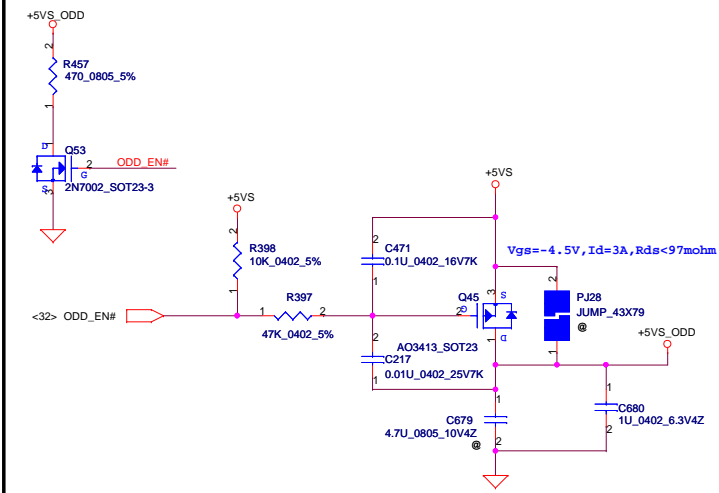 +5VS_ODD
2
R457
470_0805_5%
1
D
1
Q53
2
ODD_EN#
G
S
3
2N7002_SOT23-3
+5VS
2
R398
10K_0402_5%
1
<32> ODD_EN#
1
R397
2
47K_0402_5%
+5VS
2
C471
0.1U_0402_16V7K
1
Vgs=-4.5V,Id=3A,Rds<97mohm
3
S
Q45
2
G
D
1
AO3413_SOT23
2
C217
0.01U_0402_25V7K
1
2
PJ28
JUMP_43X79
@
1
+5VS_ODD
1
C679
4.7U_0805_10V4Z
@
2
1
C680
1U_0402_6.3V4Z
2